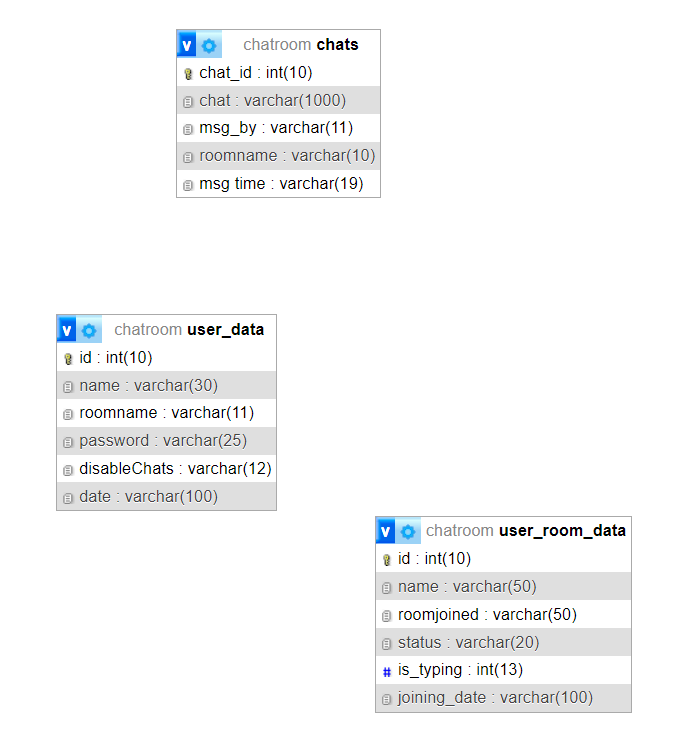 v chatroom chats
chat_id : int(10)
chat : varchar(1000)
msg_by : varchar(11)
roomname : varchar(10)
msg time : varchar(19)
v chatroom user_data
id : int(10)
name : varchar(30)
roomname : varchar(11)
password : varchar(25)
disableChats : varchar(12)
date : varchar(100)
v chatroom user_room_data
id : int(10)
name : varchar(50)
roomjoined : varchar(50)
status : varchar(20)
# is_typing : int(13)
joining_date : varchar(100)